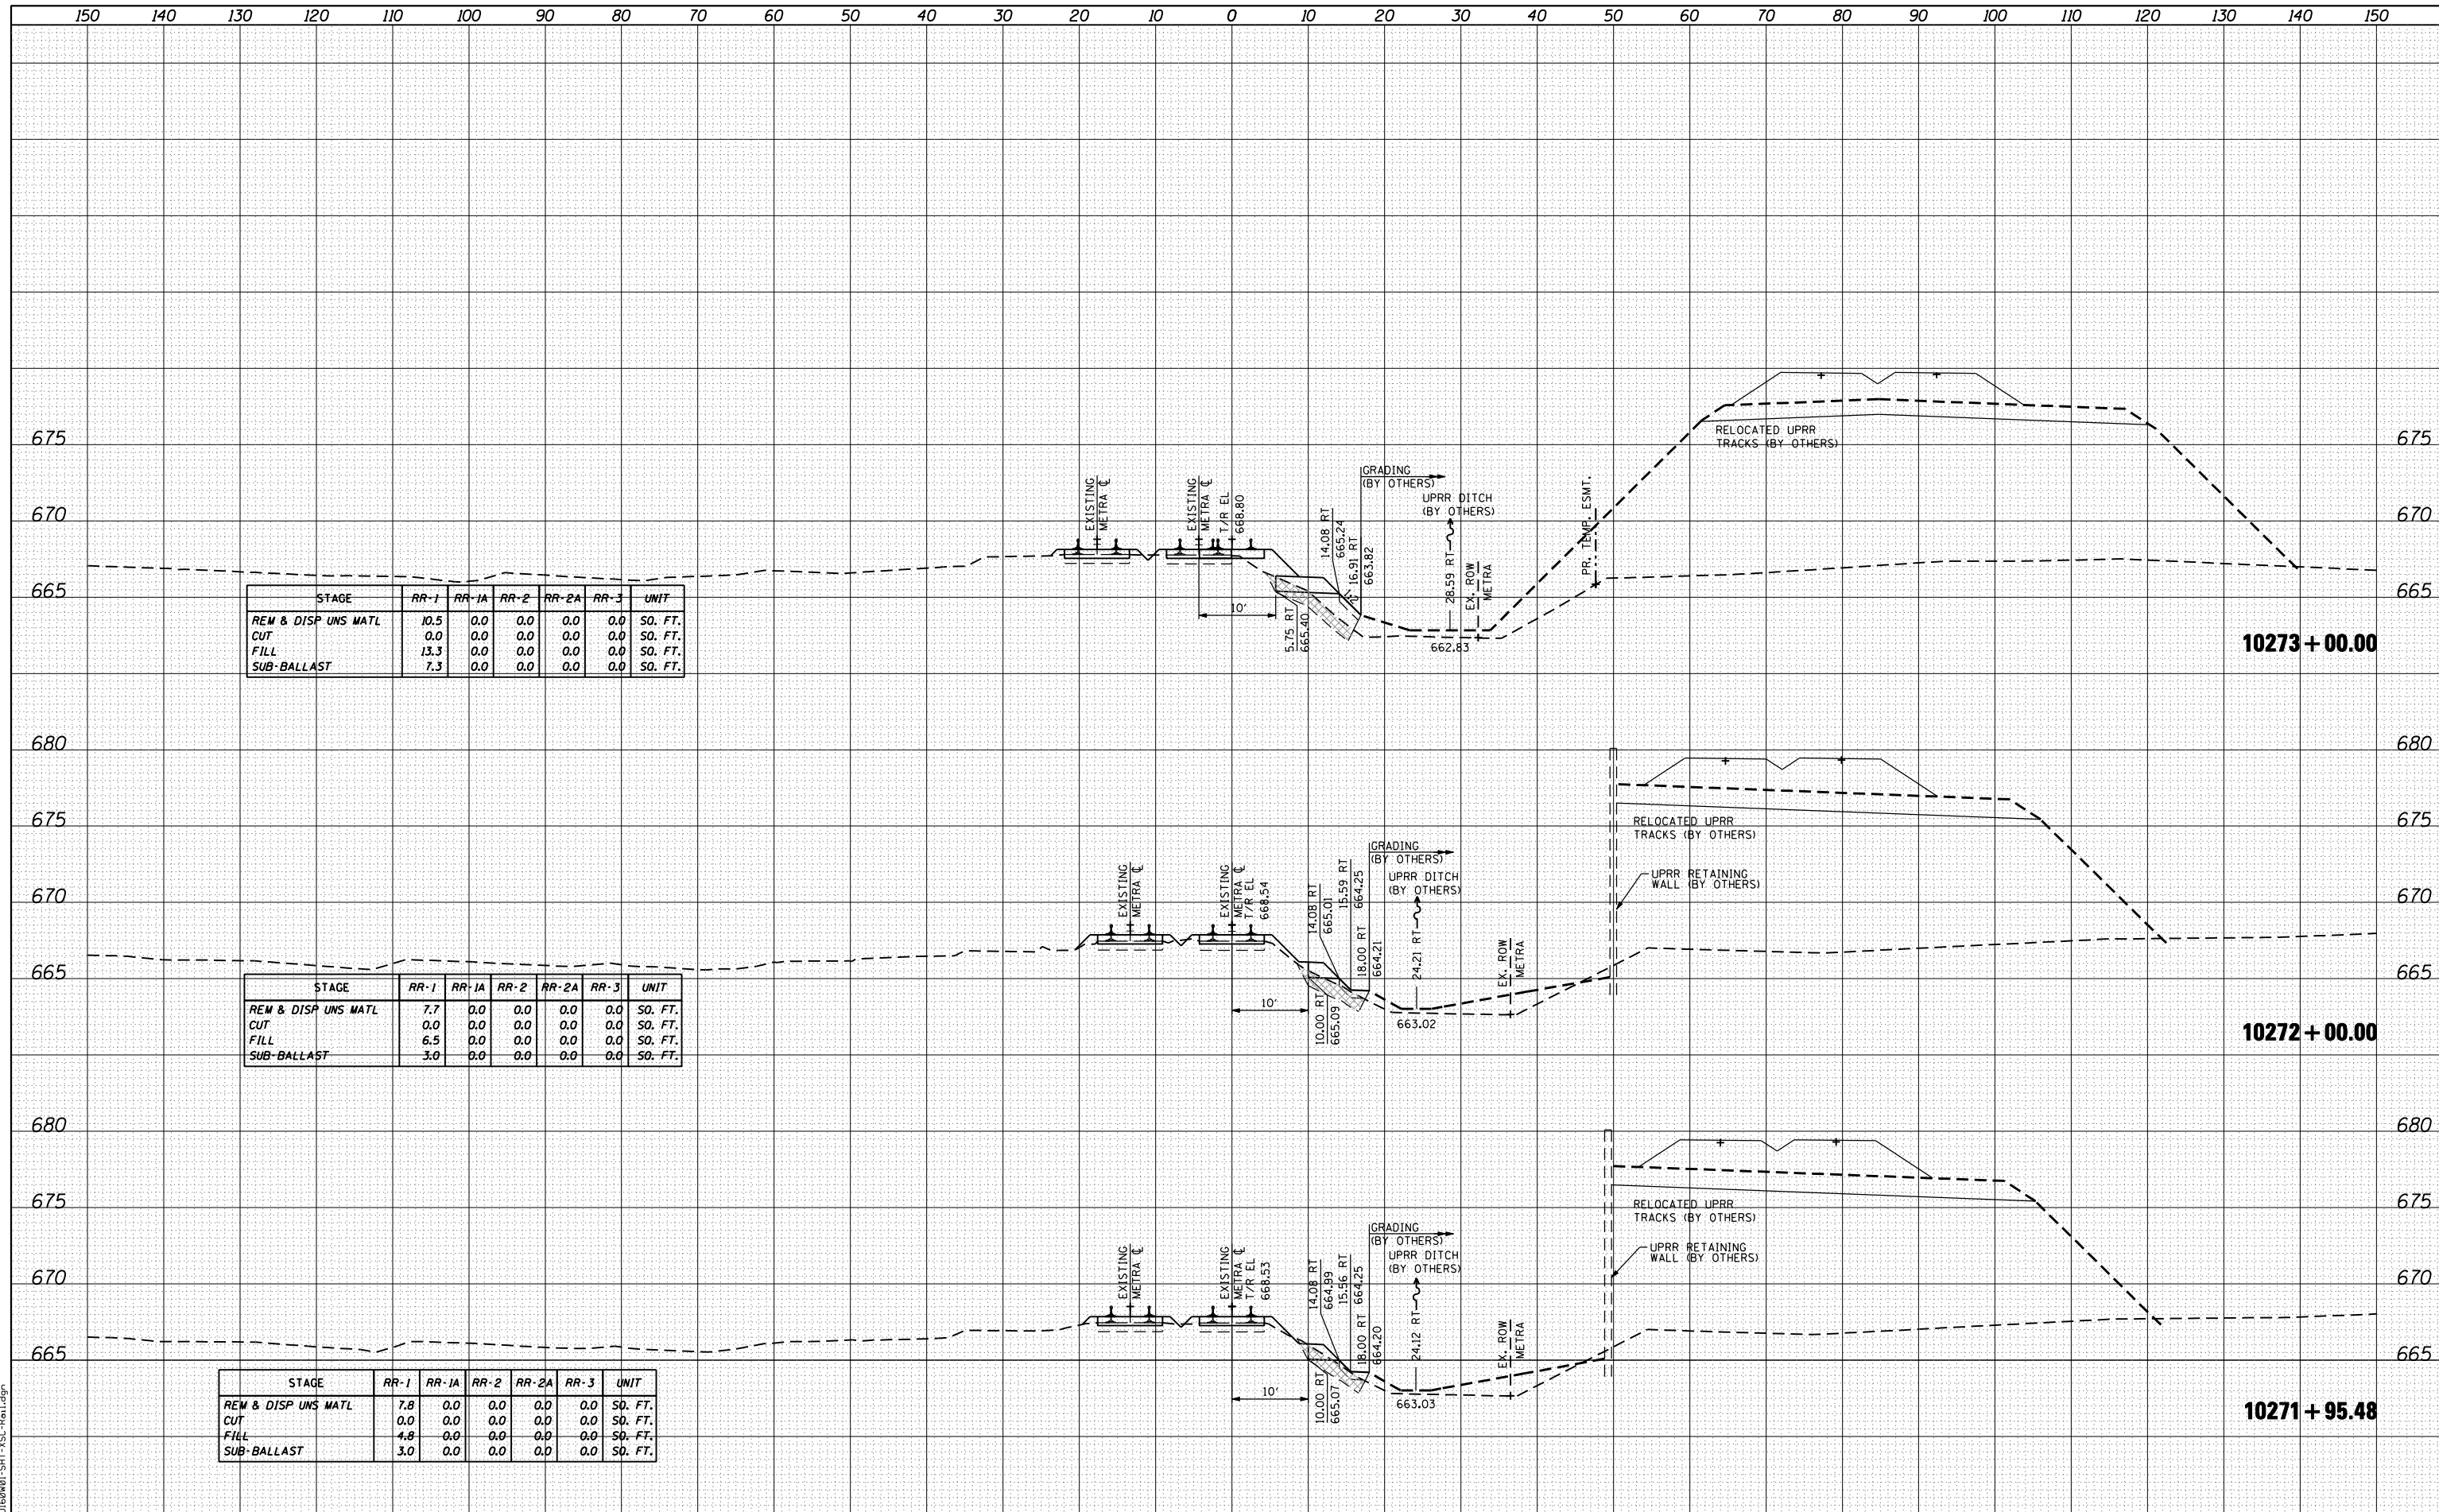 150 140 130 120 110 100 90 80 70 60 50 40 30 20 10 0 10 20 30 40 50 60 70 80 90 100 110 120 130 140 150
675 675
RELOCATED UPRR
TRACKS (BY OTHERS)
GRADING
(BY OTHERS)
UPRR DITCH
(BY OTHERS)
EXISTING
METRA ℄
EXISTING
METRA ℄
T/R EL
668.80
670 670
14.08 RT
665.24
16.91 RT
663.82
28.59 RT
EX. ROW
METRA
PR. TEMP. ESMT.
665 665
10'
5.75 RT
665.40
662.83
STAGE RR-1 RR-1A RR-2 RR-2A RR-3 UNIT
REM & DISP UNS MATL 10.5 0.0 0.0 0.0 0.0 SQ. FT.
CUT 0.0 0.0 0.0 0.0 0.0 SQ. FT.
FILL 13.3 0.0 0.0 0.0 0.0 SQ. FT.
SUB-BALLAST 7.3 0.0 0.0 0.0 0.0 SQ. FT.
10273+00.00
680 680
675 675
RELOCATED UPRR
TRACKS (BY OTHERS)
GRADING
(BY OTHERS)
UPRR DITCH
(BY OTHERS)
UPRR RETAINING
WALL (BY OTHERS)
EXISTING
METRA ℄
EXISTING
METRA ℄
T/R EL
668.54
670 670
14.08 RT
665.01
15.59 RT
664.25
18.00 RT
664.21
24.21 RT
EX. ROW
METRA
665 665
10'
10.00 RT
665.09
663.02
STAGE RR-1 RR-1A RR-2 RR-2A RR-3 UNIT
REM & DISP UNS MATL 7.7 0.0 0.0 0.0 0.0 SQ. FT.
CUT 0.0 0.0 0.0 0.0 0.0 SQ. FT.
FILL 6.5 0.0 0.0 0.0 0.0 SQ. FT.
SUB-BALLAST 3.0 0.0 0.0 0.0 0.0 SQ. FT.
10272+00.00
680 680
675 675
RELOCATED UPRR
TRACKS (BY OTHERS)
GRADING
(BY OTHERS)
UPRR DITCH
(BY OTHERS)
UPRR RETAINING
WALL (BY OTHERS)
EXISTING
METRA ℄
EXISTING
METRA ℄
T/R EL
668.53
670 670
14.08 RT
664.99
15.56 RT
664.25
18.00 RT
664.20
24.12 RT
EX. ROW
METRA
665 665
10'
10.00 RT
665.07
663.03
STAGE RR-1 RR-1A RR-2 RR-2A RR-3 UNIT
REM & DISP UNS MATL 7.8 0.0 0.0 0.0 0.0 SQ. FT.
CUT 0.0 0.0 0.0 0.0 0.0 SQ. FT.
FILL 4.8 0.0 0.0 0.0 0.0 SQ. FT.
SUB-BALLAST 3.0 0.0 0.0 0.0 0.0 SQ. FT.
10271+95.48